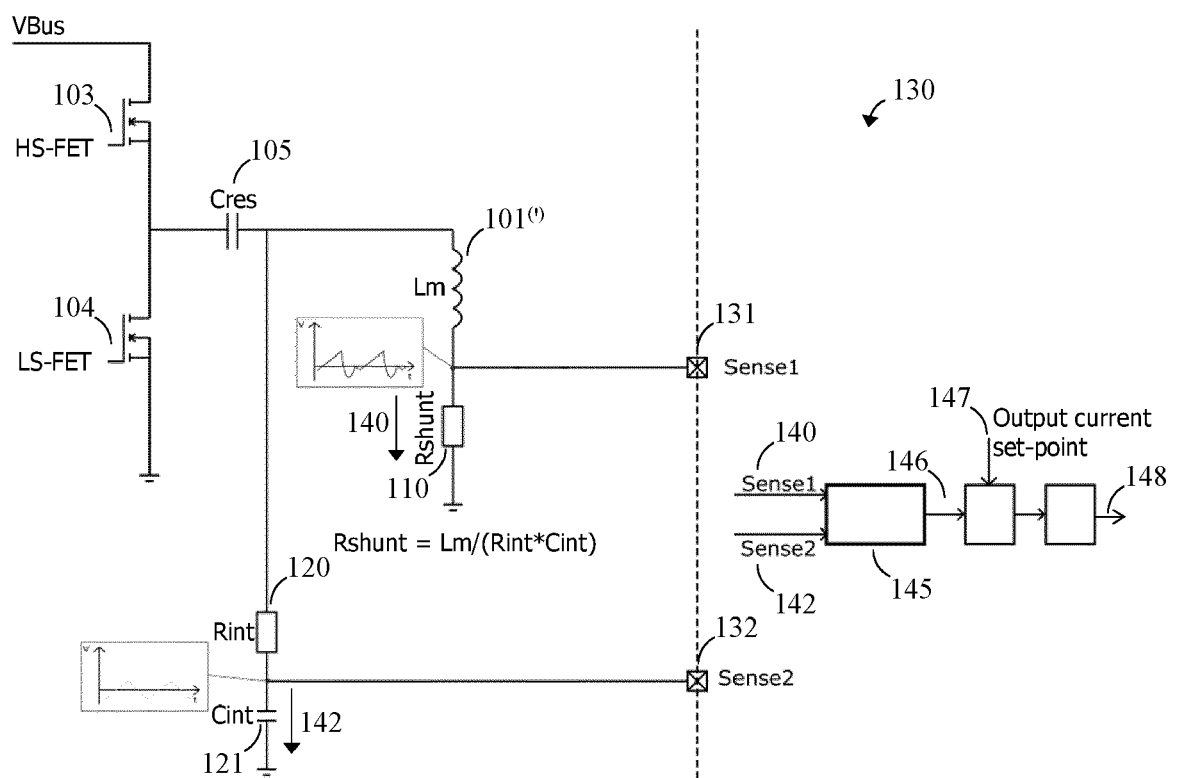 VBus
103
HS-FET
105
Cres
130
101(')
Lm
104
LS-FET
v
t
131
Sense1
140
Rshunt
110
147
Output current
set-point
140
Sense1
146
148
Sense2
142
145
Rshunt = Lm/(Rint*Cint)
120
Rint
132
Sense2
v
t
Cint
142
121